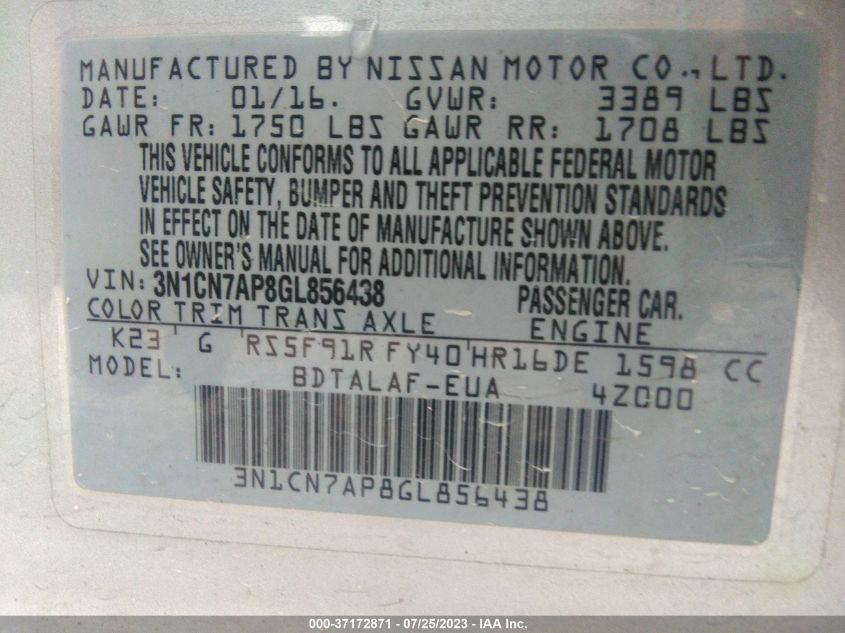 MANUFACTURED BY NISSAN MOTOR CO., LTD.
DATE: 01/16. GVWR: 3389 LBS
GAWR FR: 1750 LBS GAWR RR: 1708 LBS
THIS VEHICLE CONFORMS TO ALL APPLICABLE FEDERAL MOTOR
VEHICLE SAFETY, BUMPER AND THEFT PREVENTION STANDARDS
IN EFFECT ON THE DATE OF MANUFACTURE SHOWN ABOVE.
SEE OWNER'S MANUAL FOR ADDITIONAL INFORMATION.
VIN: 3N1CN7AP8GL856438 PASSENGER CAR.
COLOR TRIM TRANS AXLE ENGINE
K23 G RS5F91R FY40 HR16DE 1598 CC
MODEL: BDTALAF-EUA 4Z000
3N1CN7AP8GL856438
000-37172871 - 07/25/2023 - IAA Inc.